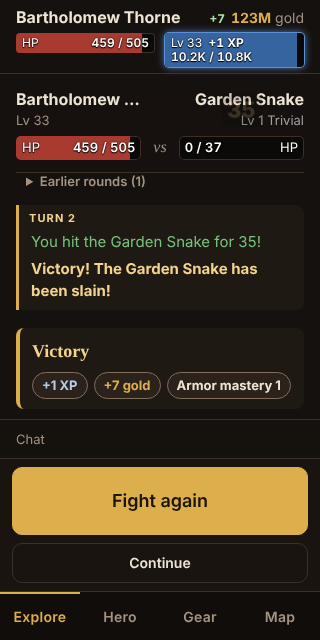 Bartholomew Thorne +7 123M gold
HP 459 / 505
Lv 33 +1 XP
10.2K / 10.8K
Bartholomew ... Garden Snake
35
Lv 33 Lv 1 Trivial
HP 459 / 505 vs 0 / 37 HP
▶ Earlier rounds (1)
TURN 2
You hit the Garden Snake for 35!
Victory! The Garden Snake has
been slain!
Victory
+1 XP +7 gold Armor mastery 1
Chat
Fight again
Continue
Explore Hero Gear Map